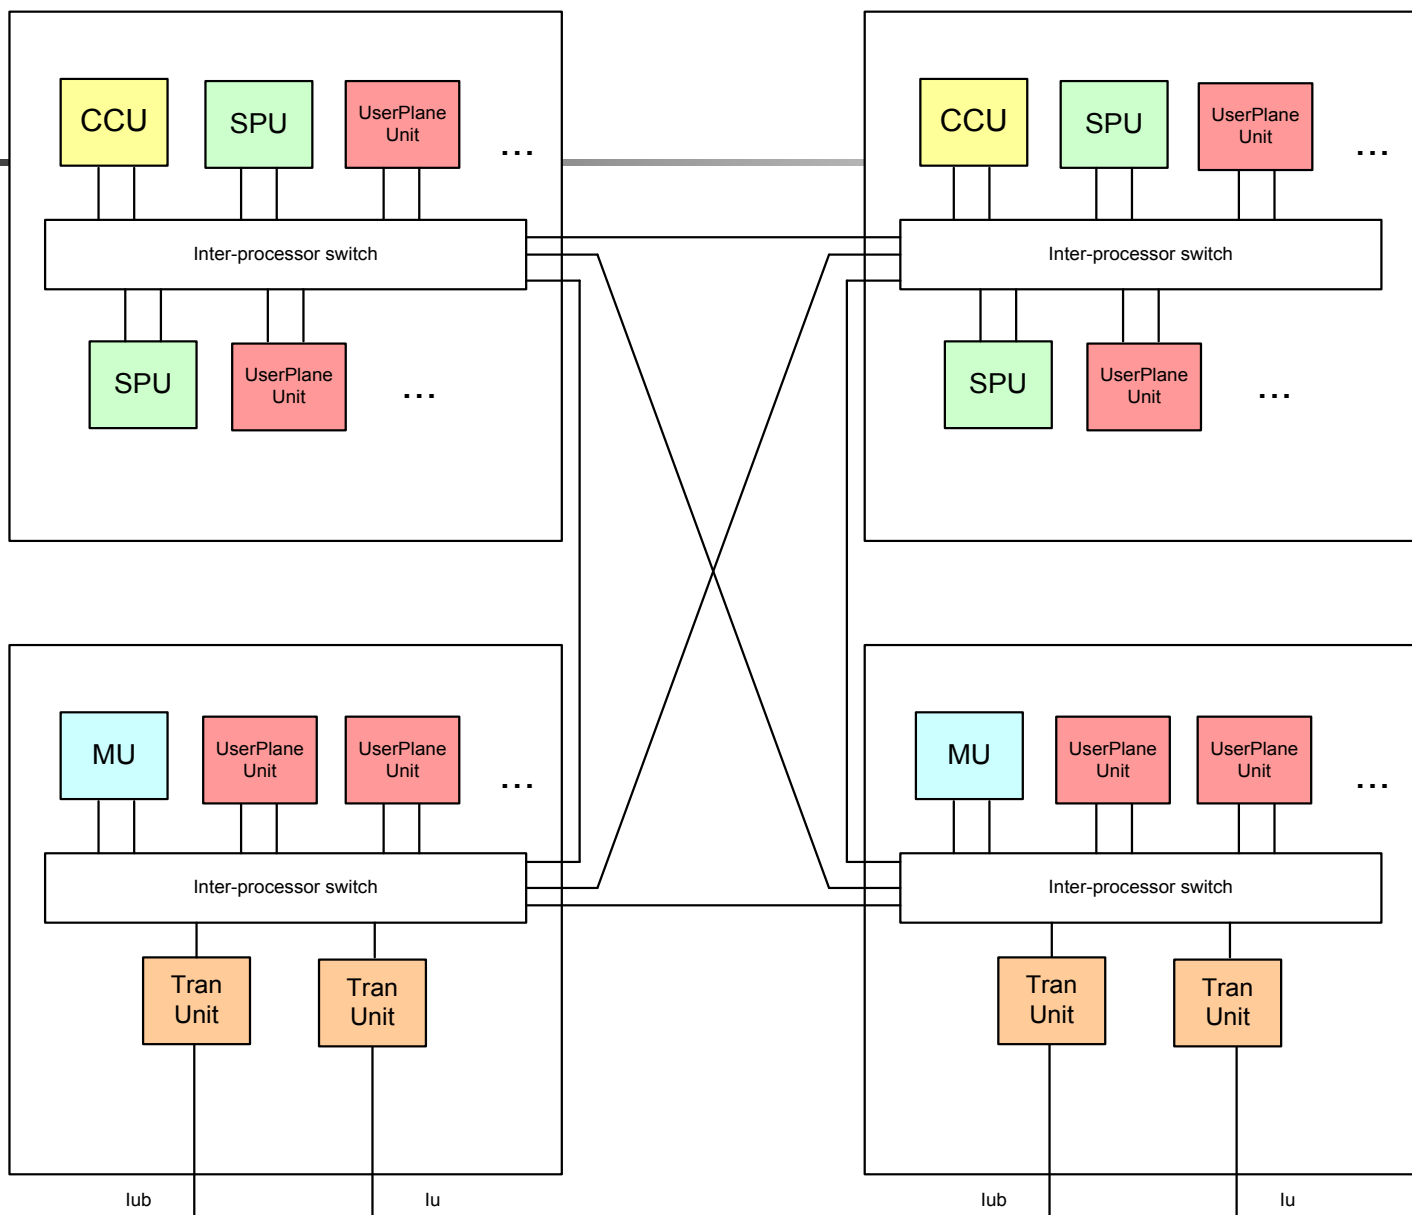 CCU
SPU
UserPlane
Unit
...
Inter-processor switch
SPU
UserPlane
Unit
...
CCU
SPU
UserPlane
Unit
...
Inter-processor switch
SPU
UserPlane
Unit
...
MU
UserPlane
Unit
UserPlane
Unit
...
Inter-processor switch
Tran
Unit
Tran
Unit
Iub
Iu
MU
UserPlane
Unit
UserPlane
Unit
...
Inter-processor switch
Tran
Unit
Tran
Unit
Iub
Iu